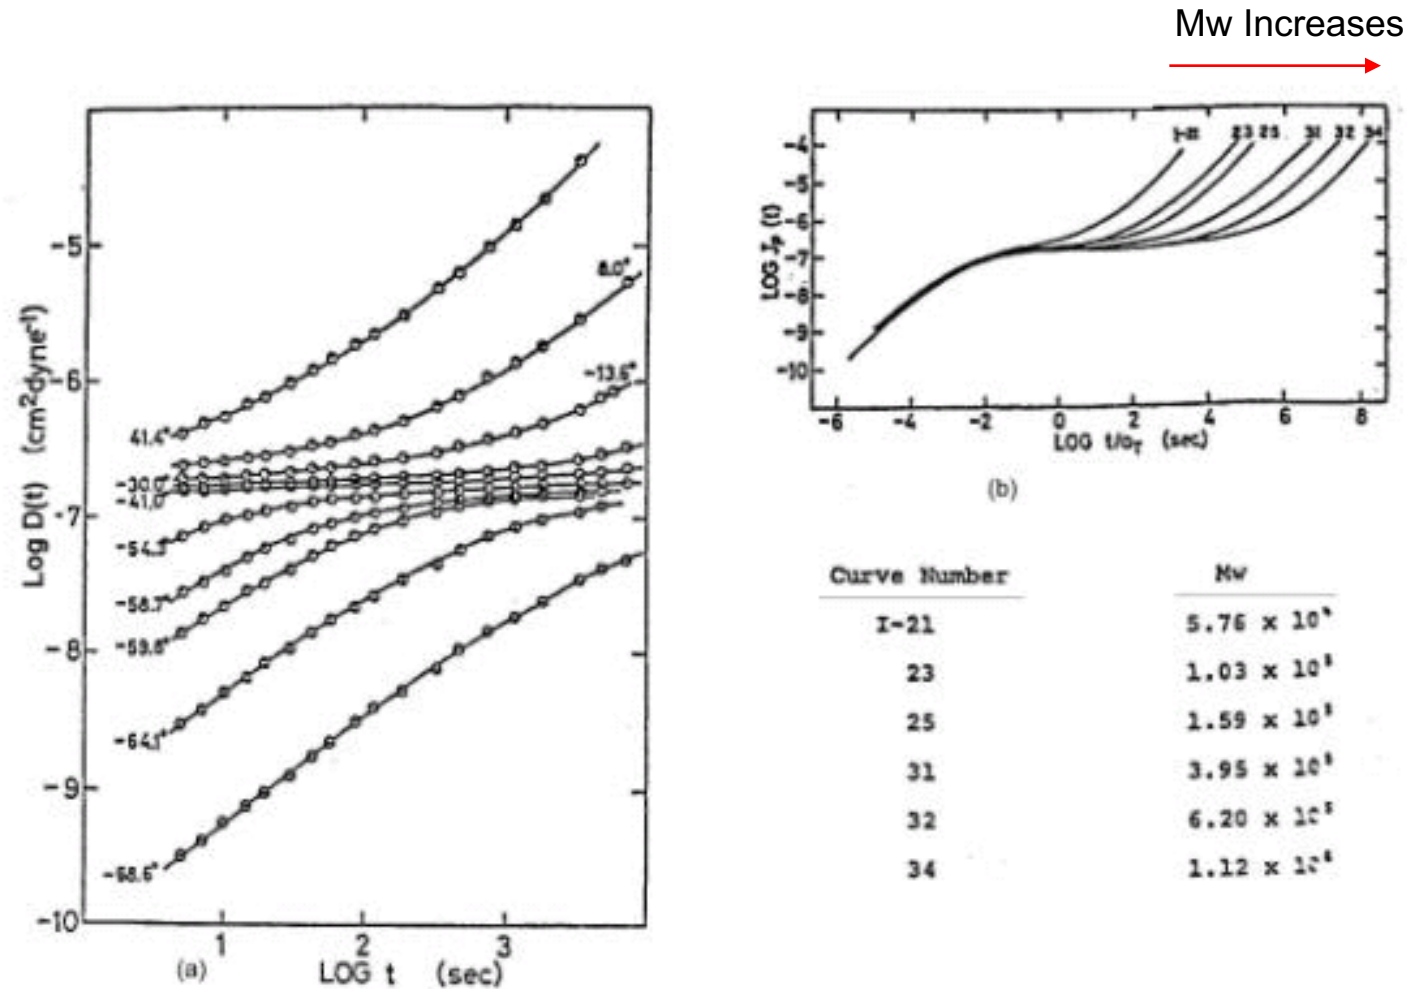 Mw Increases
-5
-6
-7
-8
-9
-10
Log D(t) (cm²dyne⁻¹)
8.0°
-13.6°
41.4°
-30.0°
-41.0
-54.3
-58.7°
-59.8°
-64.1°
-68.6°
1 2 3
LOG t (sec)
(a)
23 25 31 32 34
-4
-5
-6
-7
-8
-9
-10
LOG Jp (t)
-6 -4 -2 0 2 4 6 8
LOG t/aT (sec)
(b)
Curve Number Mw
I-21 5.76 x 10⁴
23 1.03 x 10⁵
25 1.59 x 10⁵
31 3.95 x 10⁵
32 6.20 x 10⁵
34 1.12 x 10⁶